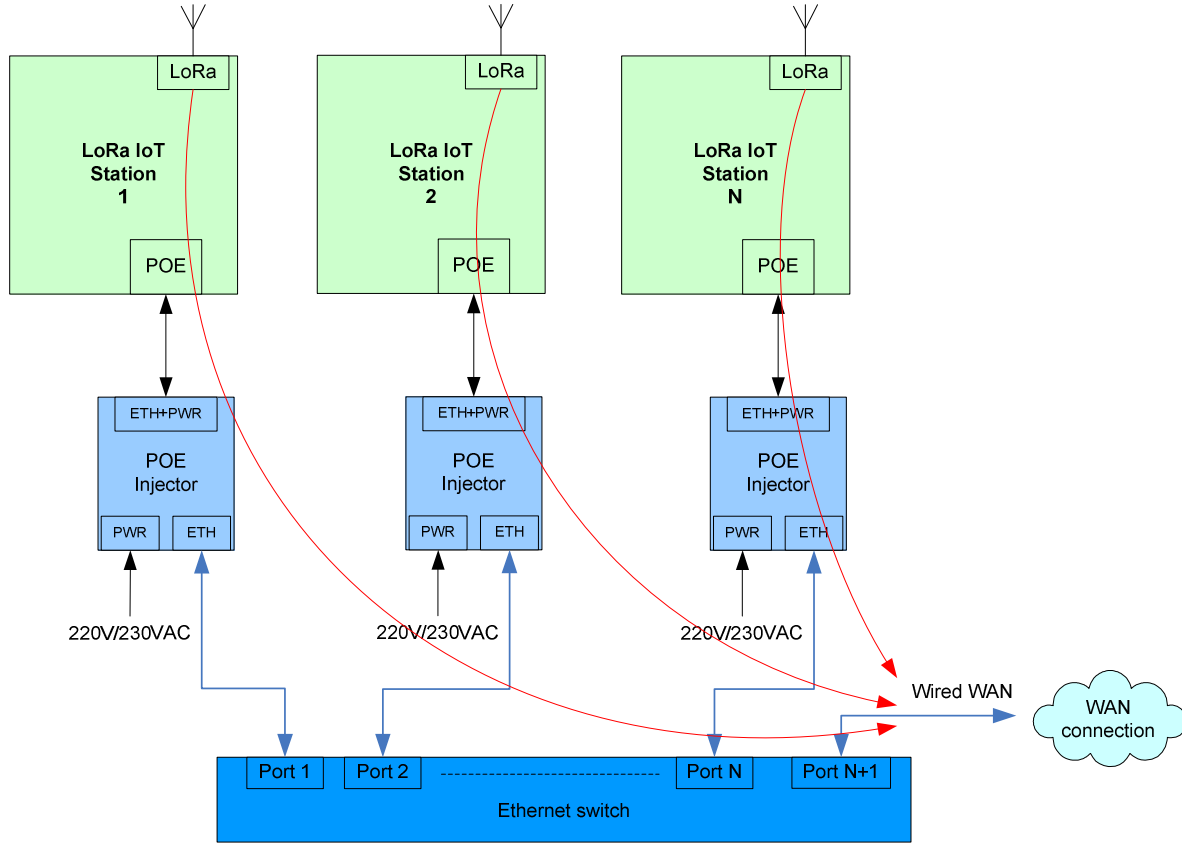 LoRa
LoRa
LoRa
LoRa IoT
Station
1
LoRa IoT
Station
2
LoRa IoT
Station
N
POE
POE
POE
ETH+PWR
ETH+PWR
ETH+PWR
POE
Injector
POE
Injector
POE
Injector
PWR
ETH
PWR
ETH
PWR
ETH
220V/230VAC
220V/230VAC
220V/230VAC
Wired WAN
WAN
connection
Port 1
Port 2
Port N
Port N+1
Ethernet switch